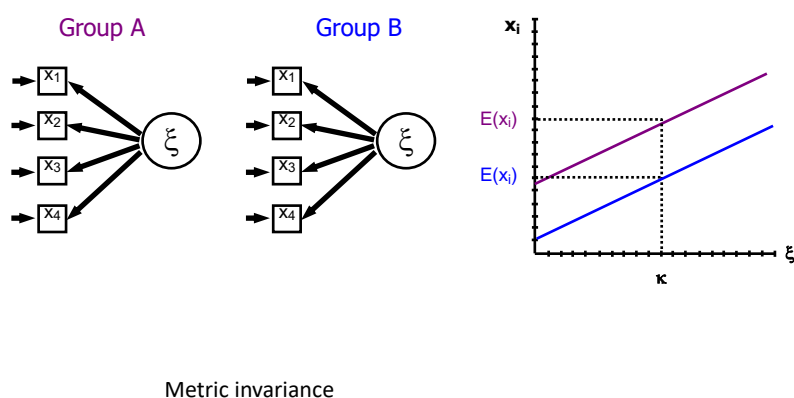 Group A
Group B
x1
x2
x3
x4
ξ
x1
x2
x3
x4
ξ
xi
E(xi)
E(xi)
ξ
κ
Metric invariance